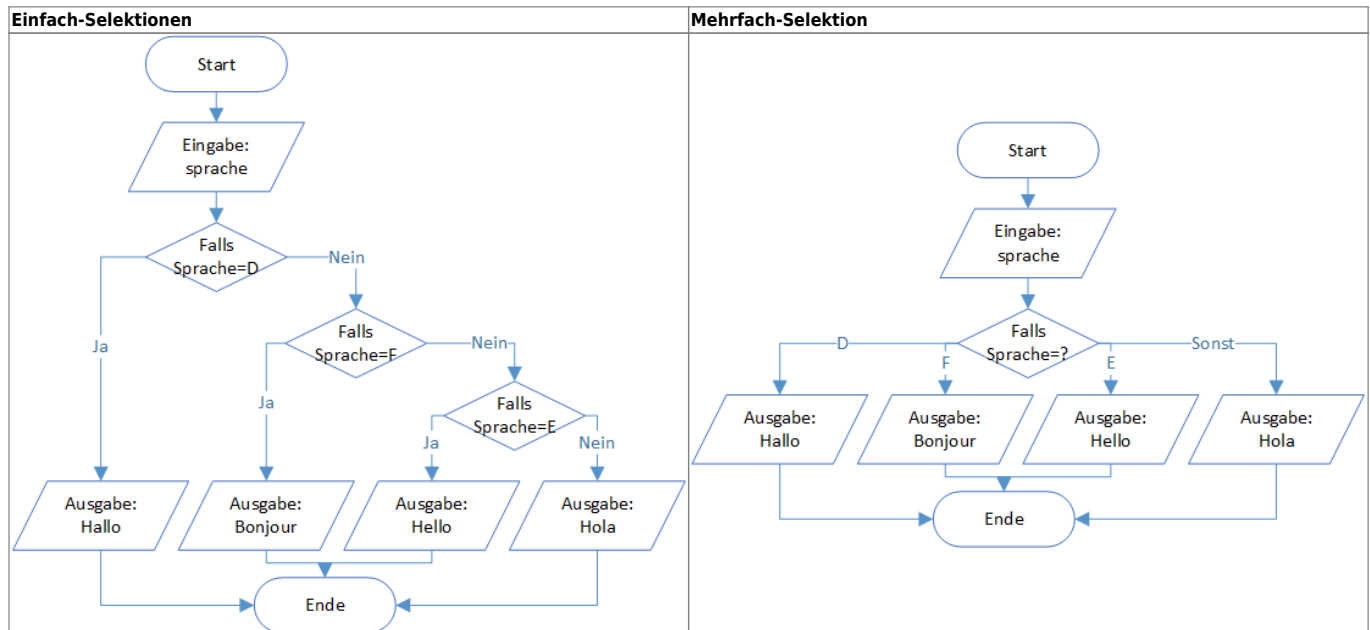 Einfach-Selektionen
Start
Eingabe:
sprache
Falls
Sprache=D
Nein
Ja
Falls
Sprache=F
Nein
Ja
Falls
Sprache=E
Ja
Nein
Ausgabe:
Hallo
Ausgabe:
Bonjour
Ausgabe:
Hello
Ausgabe:
Hola
Ende
Mehrfach-Selektion
Start
Eingabe:
sprache
Falls
Sprache=?
D
F
E
Sonst
Ausgabe:
Hallo
Ausgabe:
Bonjour
Ausgabe:
Hello
Ausgabe:
Hola
Ende